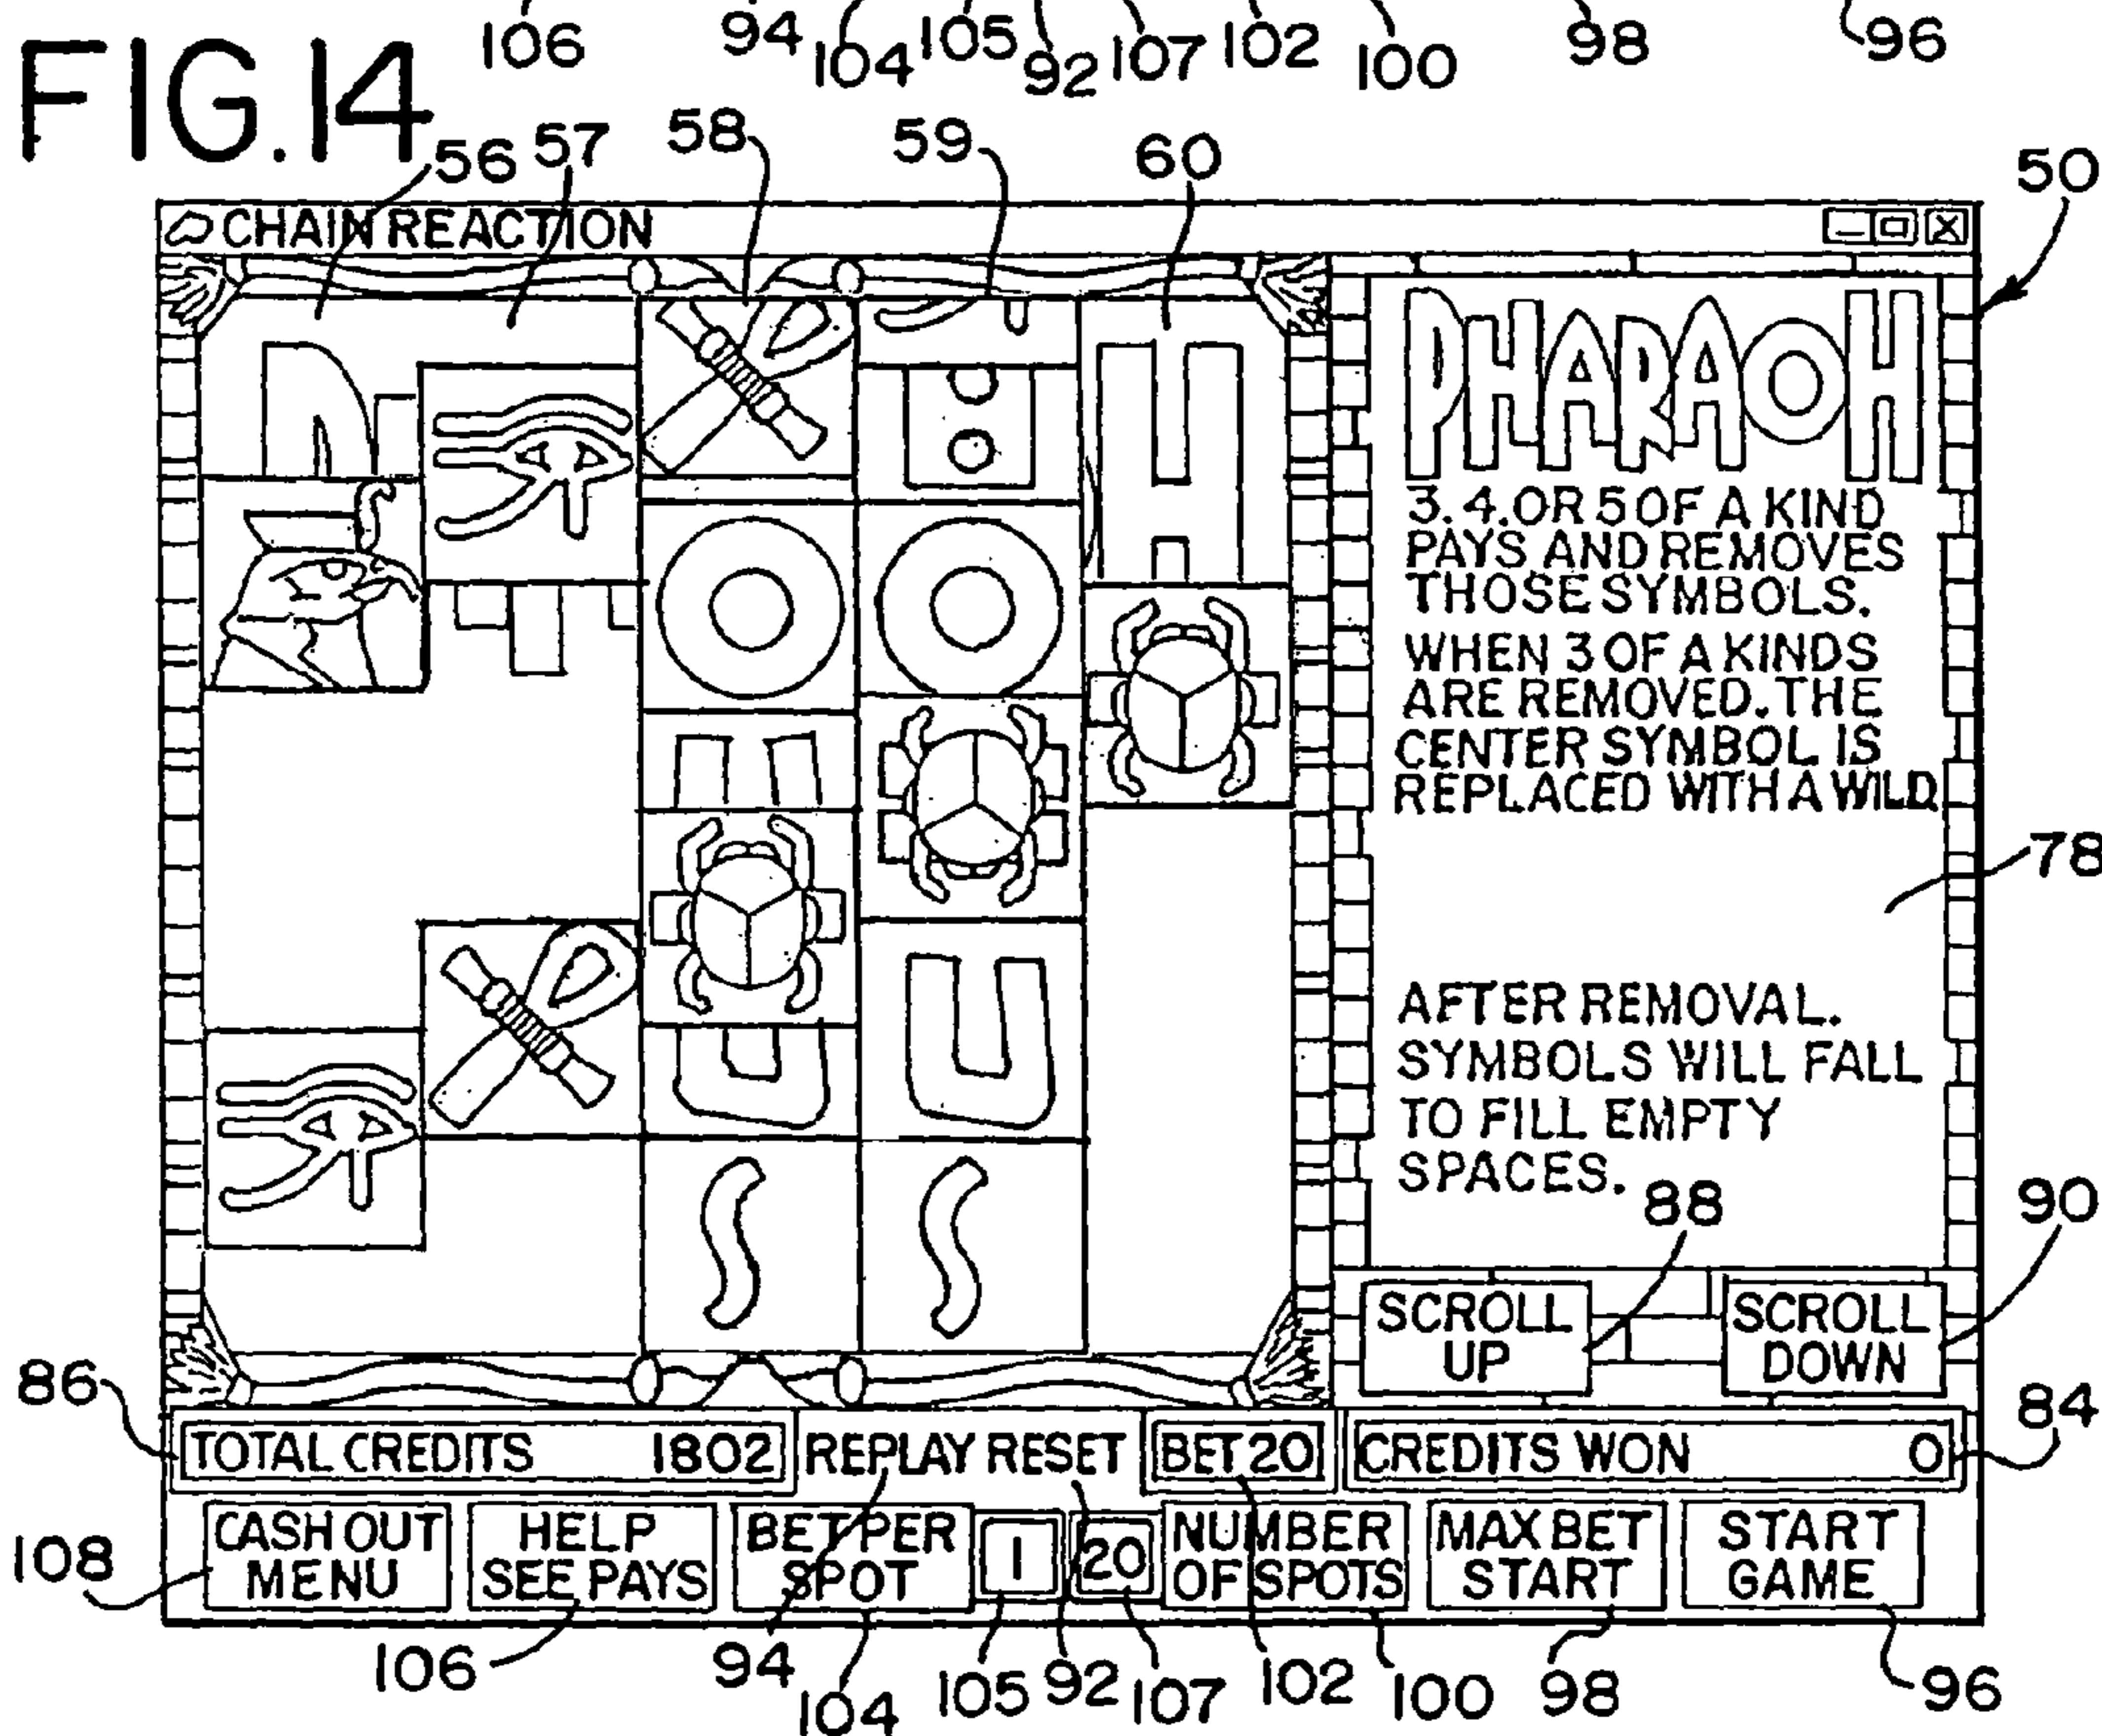 106 94 104 105 92 107 102 100 98 96
FIG.14
56 57 58 59 60
50
CHAIN REACTION
PHARAOH
3.4.OR 5 OF A KIND
PAYS AND REMOVES
THOSE SYMBOLS.
WHEN 3 OF A KINDS
ARE REMOVED.THE
CENTER SYMBOL IS
REPLACED WITH A WILD
78
AFTER REMOVAL.
SYMBOLS WILL FALL
TO FILL EMPTY
SPACES.
88
90
SCROLL
UP
SCROLL
DOWN
86
84
TOTAL CREDITS 1802 REPLAY RESET BET 20 CREDITS WON 0
108
CASH OUT
MENU
HELP
SEE PAYS
BET PER
SPOT
1
20
NUMBER
OF SPOTS
MAX BET
START
START
GAME
106 94 104 105 92 107 102 100 98 96